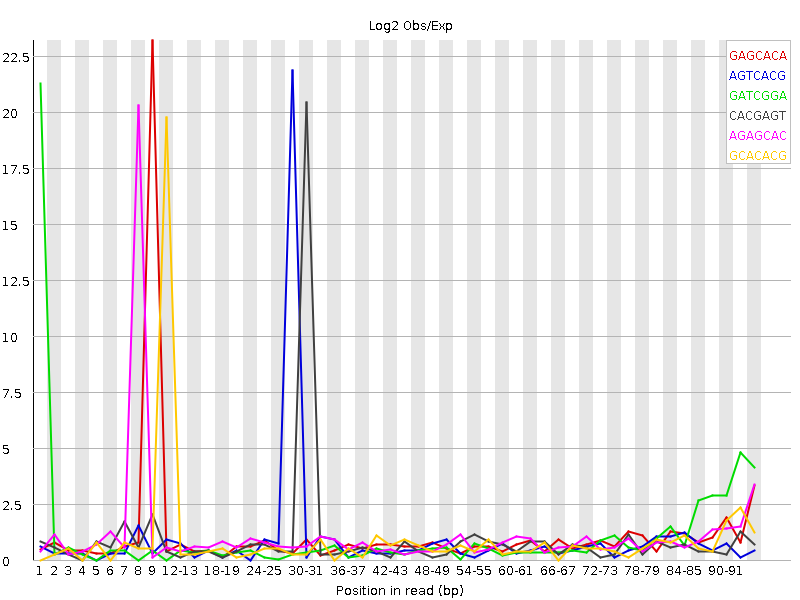 Log2 Obs/Exp
22.5
20
17.5
15
12.5
10
7.5
5
2.5
0
GAGCACA
AGTCACG
GATCGGA
CACGAGT
AGAGCAC
GCACACG
1 2 3 4 5 6 7 8 9 12-13 18-19 24-25 30-31 36-37 42-43 48-49 54-55 60-61 66-67 72-73 78-79 84-85 90-91
Position in read (bp)